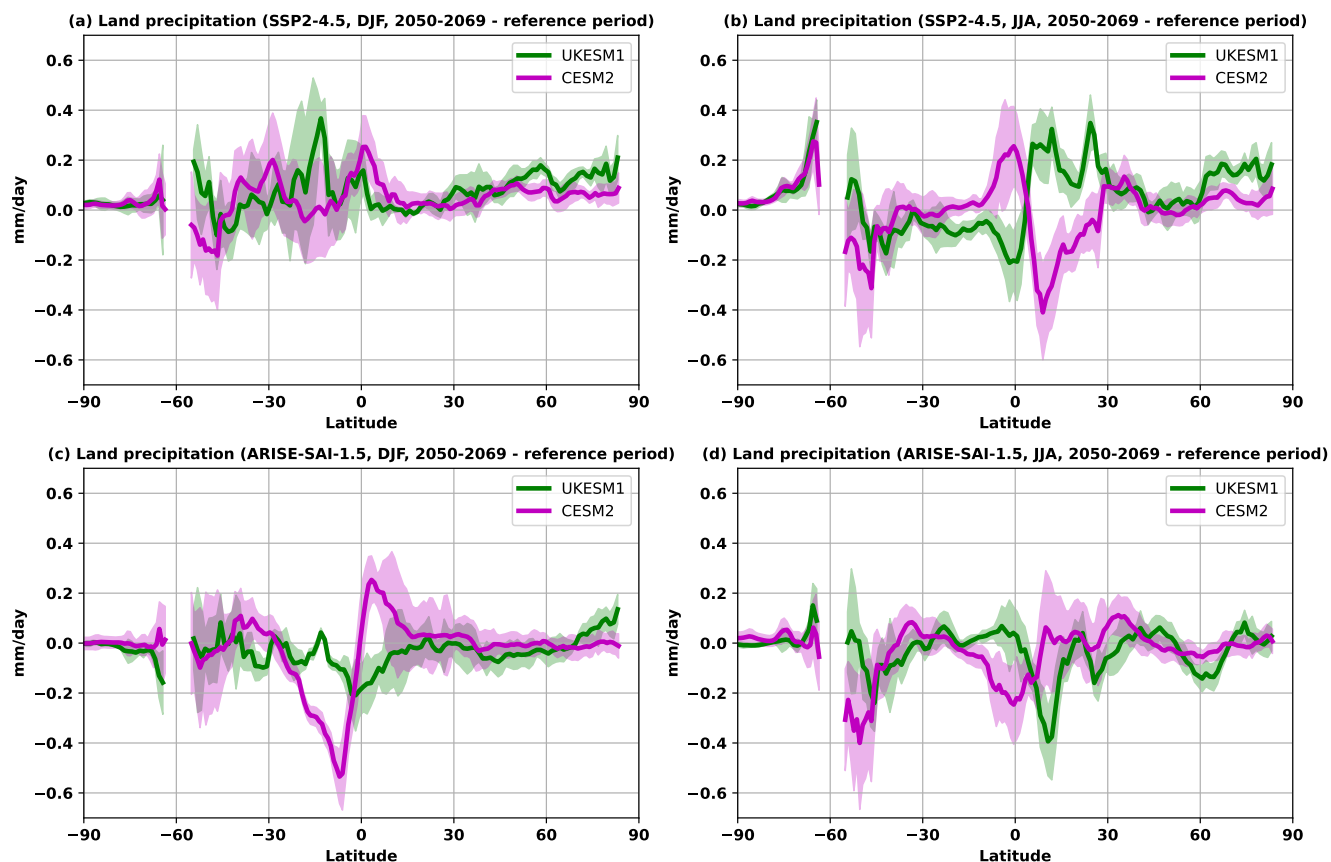 (a) Land precipitation (SSP2-4.5, DJF, 2050-2069 - reference period)
mm/day
0.6
0.4
0.2
0.0
−0.2
−0.4
−0.6
UKESM1
CESM2
−90 −60 −30 0 30 60 90
Latitude
(b) Land precipitation (SSP2-4.5, JJA, 2050-2069 - reference period)
mm/day
0.6
0.4
0.2
0.0
−0.2
−0.4
−0.6
UKESM1
CESM2
−90 −60 −30 0 30 60 90
Latitude
(c) Land precipitation (ARISE-SAI-1.5, DJF, 2050-2069 - reference period)
mm/day
0.6
0.4
0.2
0.0
−0.2
−0.4
−0.6
UKESM1
CESM2
−90 −60 −30 0 30 60 90
Latitude
(d) Land precipitation (ARISE-SAI-1.5, JJA, 2050-2069 - reference period)
mm/day
0.6
0.4
0.2
0.0
−0.2
−0.4
−0.6
UKESM1
CESM2
−90 −60 −30 0 30 60 90
Latitude